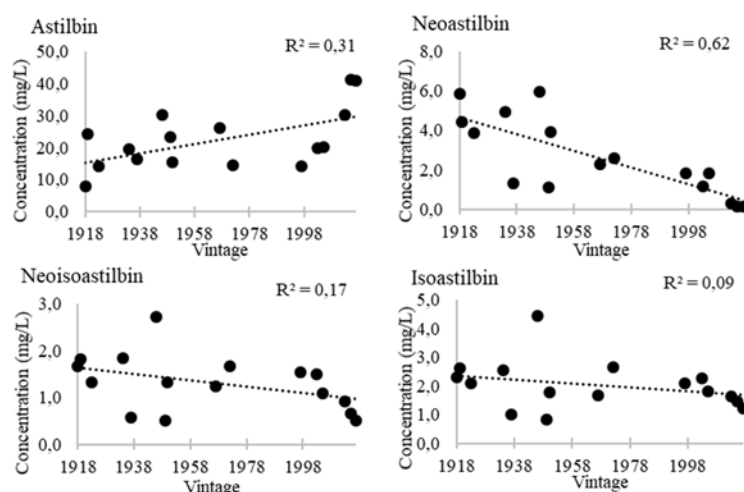 Astilbin
R² = 0,31
Concentration (mg/L)
50,0
40,0
30,0
20,0
10,0
0,0
1918 1938 1958 1978 1998
Vintage
Neoastilbin
R² = 0,62
Concentration (mg/L)
8,0
6,0
4,0
2,0
0,0
1918 1938 1958 1978 1998
Vintage
Neoisoastilbin
R² = 0,17
Concentration (mg/L)
3,0
2,0
1,0
0,0
1918 1938 1958 1978 1998
Vintage
Isoastilbin
R² = 0,09
Concentration (mg/L)
5,0
4,0
3,0
2,0
1,0
0,0
1918 1938 1958 1978 1998
Vintage